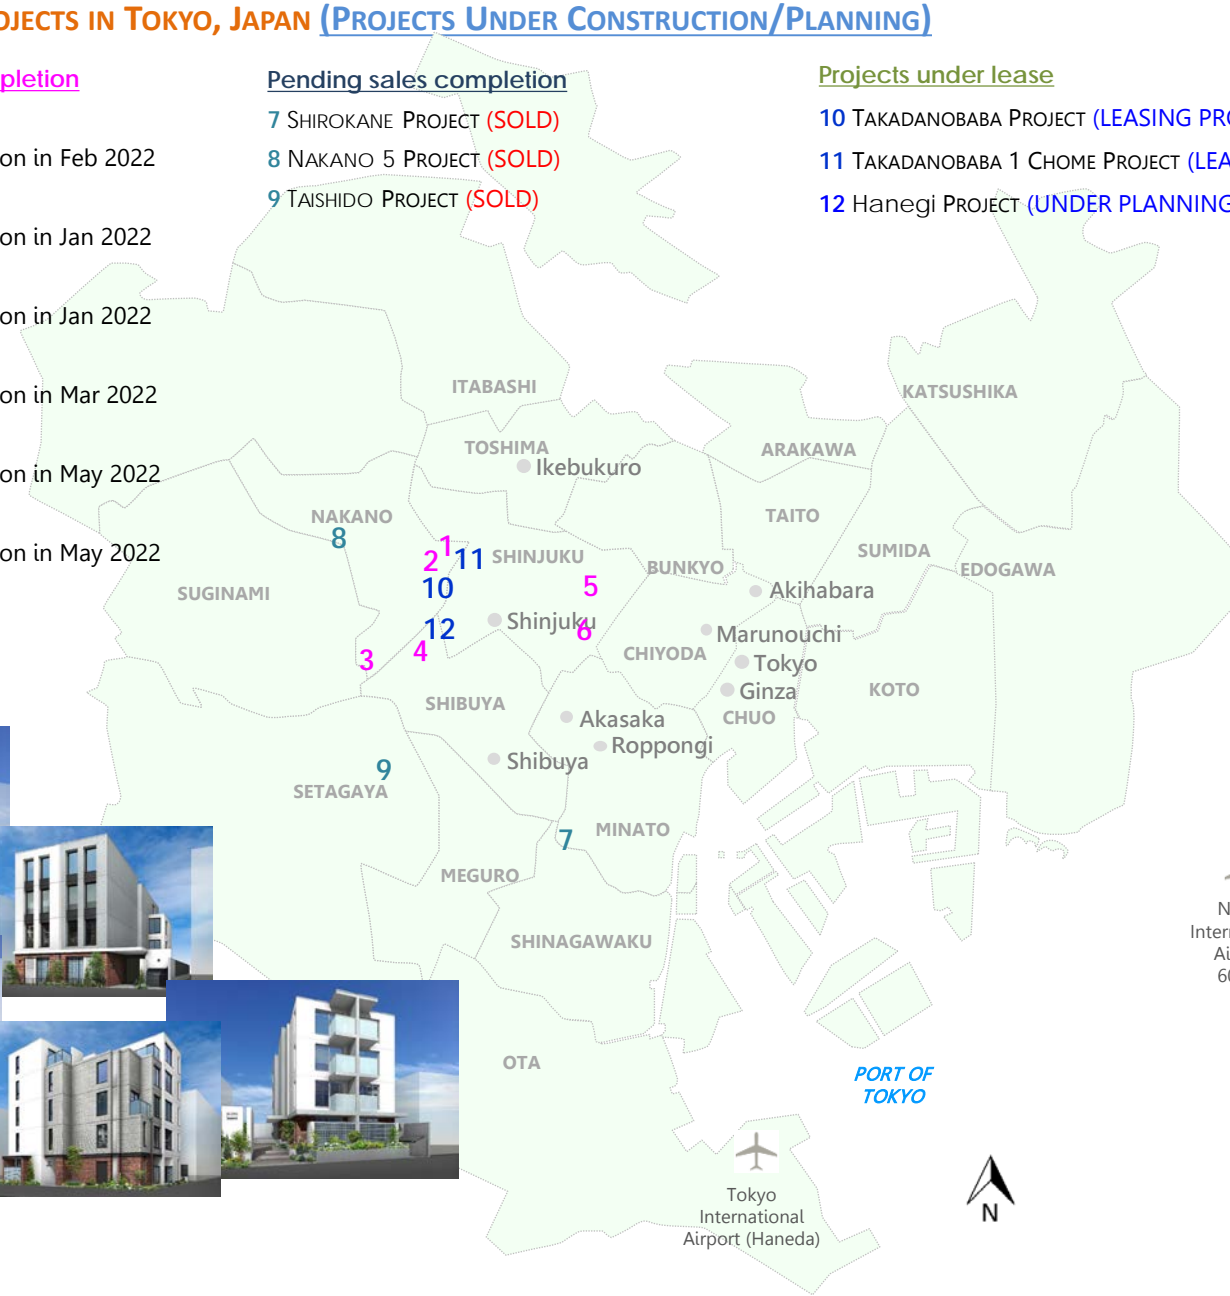 OJECTS IN TOKYO, JAPAN (PROJECTS UNDER CONSTRUCTION/PLANNING)
pletion
on in Feb 2022
on in Jan 2022
on in Jan 2022
on in Mar 2022
on in May 2022
on in May 2022
Pending sales completion
7 SHIROKANE PROJECT (SOLD)
8 NAKANO 5 PROJECT (SOLD)
9 TAISHIDO PROJECT (SOLD)
Projects under lease
10 TAKADANOBABA PROJECT (LEASING PRO
11 TAKADANOBABA 1 CHOME PROJECT (LEA
12 Hanegi PROJECT (UNDER PLANNING
ITABASHI
KATSUSHIKA
TOSHIMA
ARAKAWA
Ikebukuro
NAKANO
TAITO
8
1
2
11
SHINJUKU
SUMIDA
BUNKYO
EDOGAWA
SUGINAMI
10
5
Akihabara
12
Shinjuku
6
Marunouchi
3
4
CHIYODA
Tokyo
Ginza
KOTO
SHIBUYA
Akasaka
CHUO
Roppongi
Shibuya
9
SETAGAYA
7
MINATO
MEGURO
SHINAGAWAKU
N
Intern
Ai
60
OTA
PORT OF
TOKYO
Tokyo
International
Airport (Haneda)
N